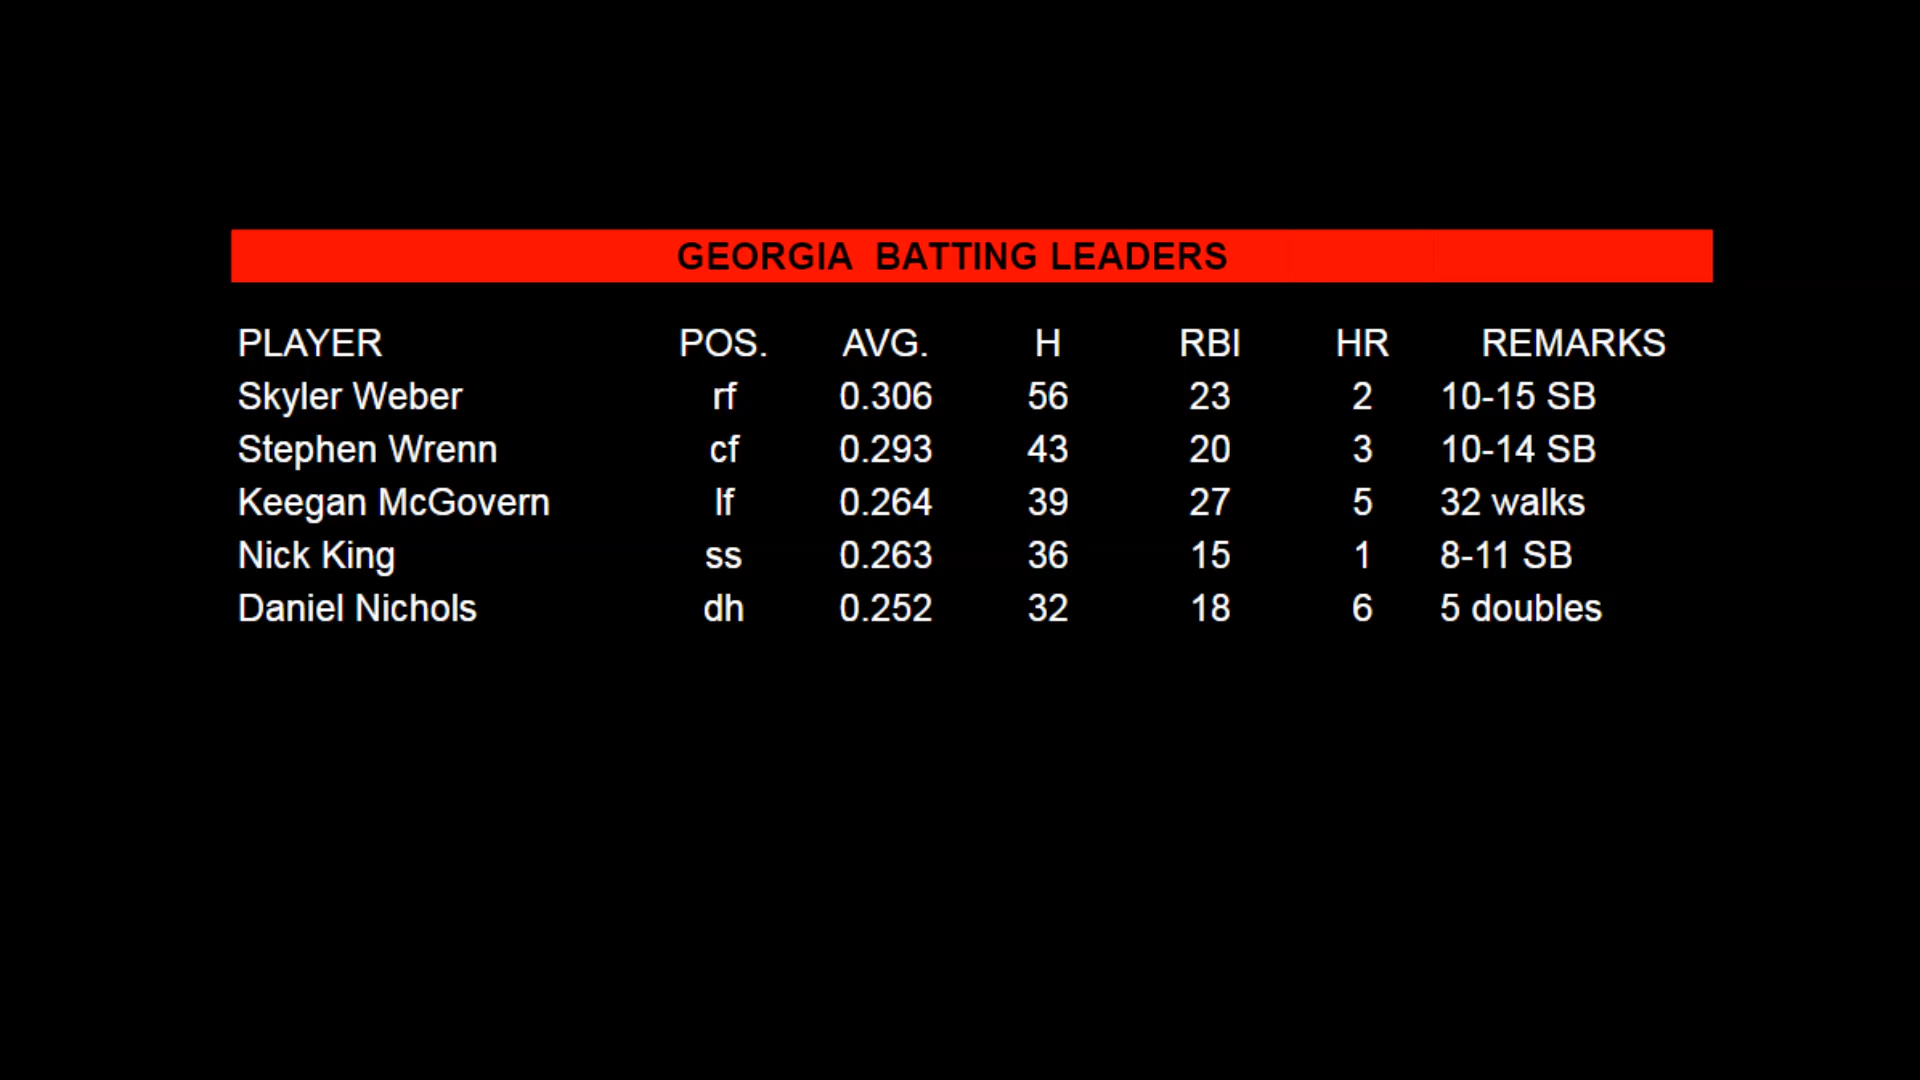 GEORGIA  BATTING LEADERS
PLAYER POS. AVG. H RBI HR REMARKS
Skyler Weber rf 0.306 56 23 2 10-15 SB
Stephen Wrenn cf 0.293 43 20 3 10-14 SB
Keegan McGovern lf 0.264 39 27 5 32 walks
Nick King ss 0.263 36 15 1 8-11 SB
Daniel Nichols dh 0.252 32 18 6 5 doubles